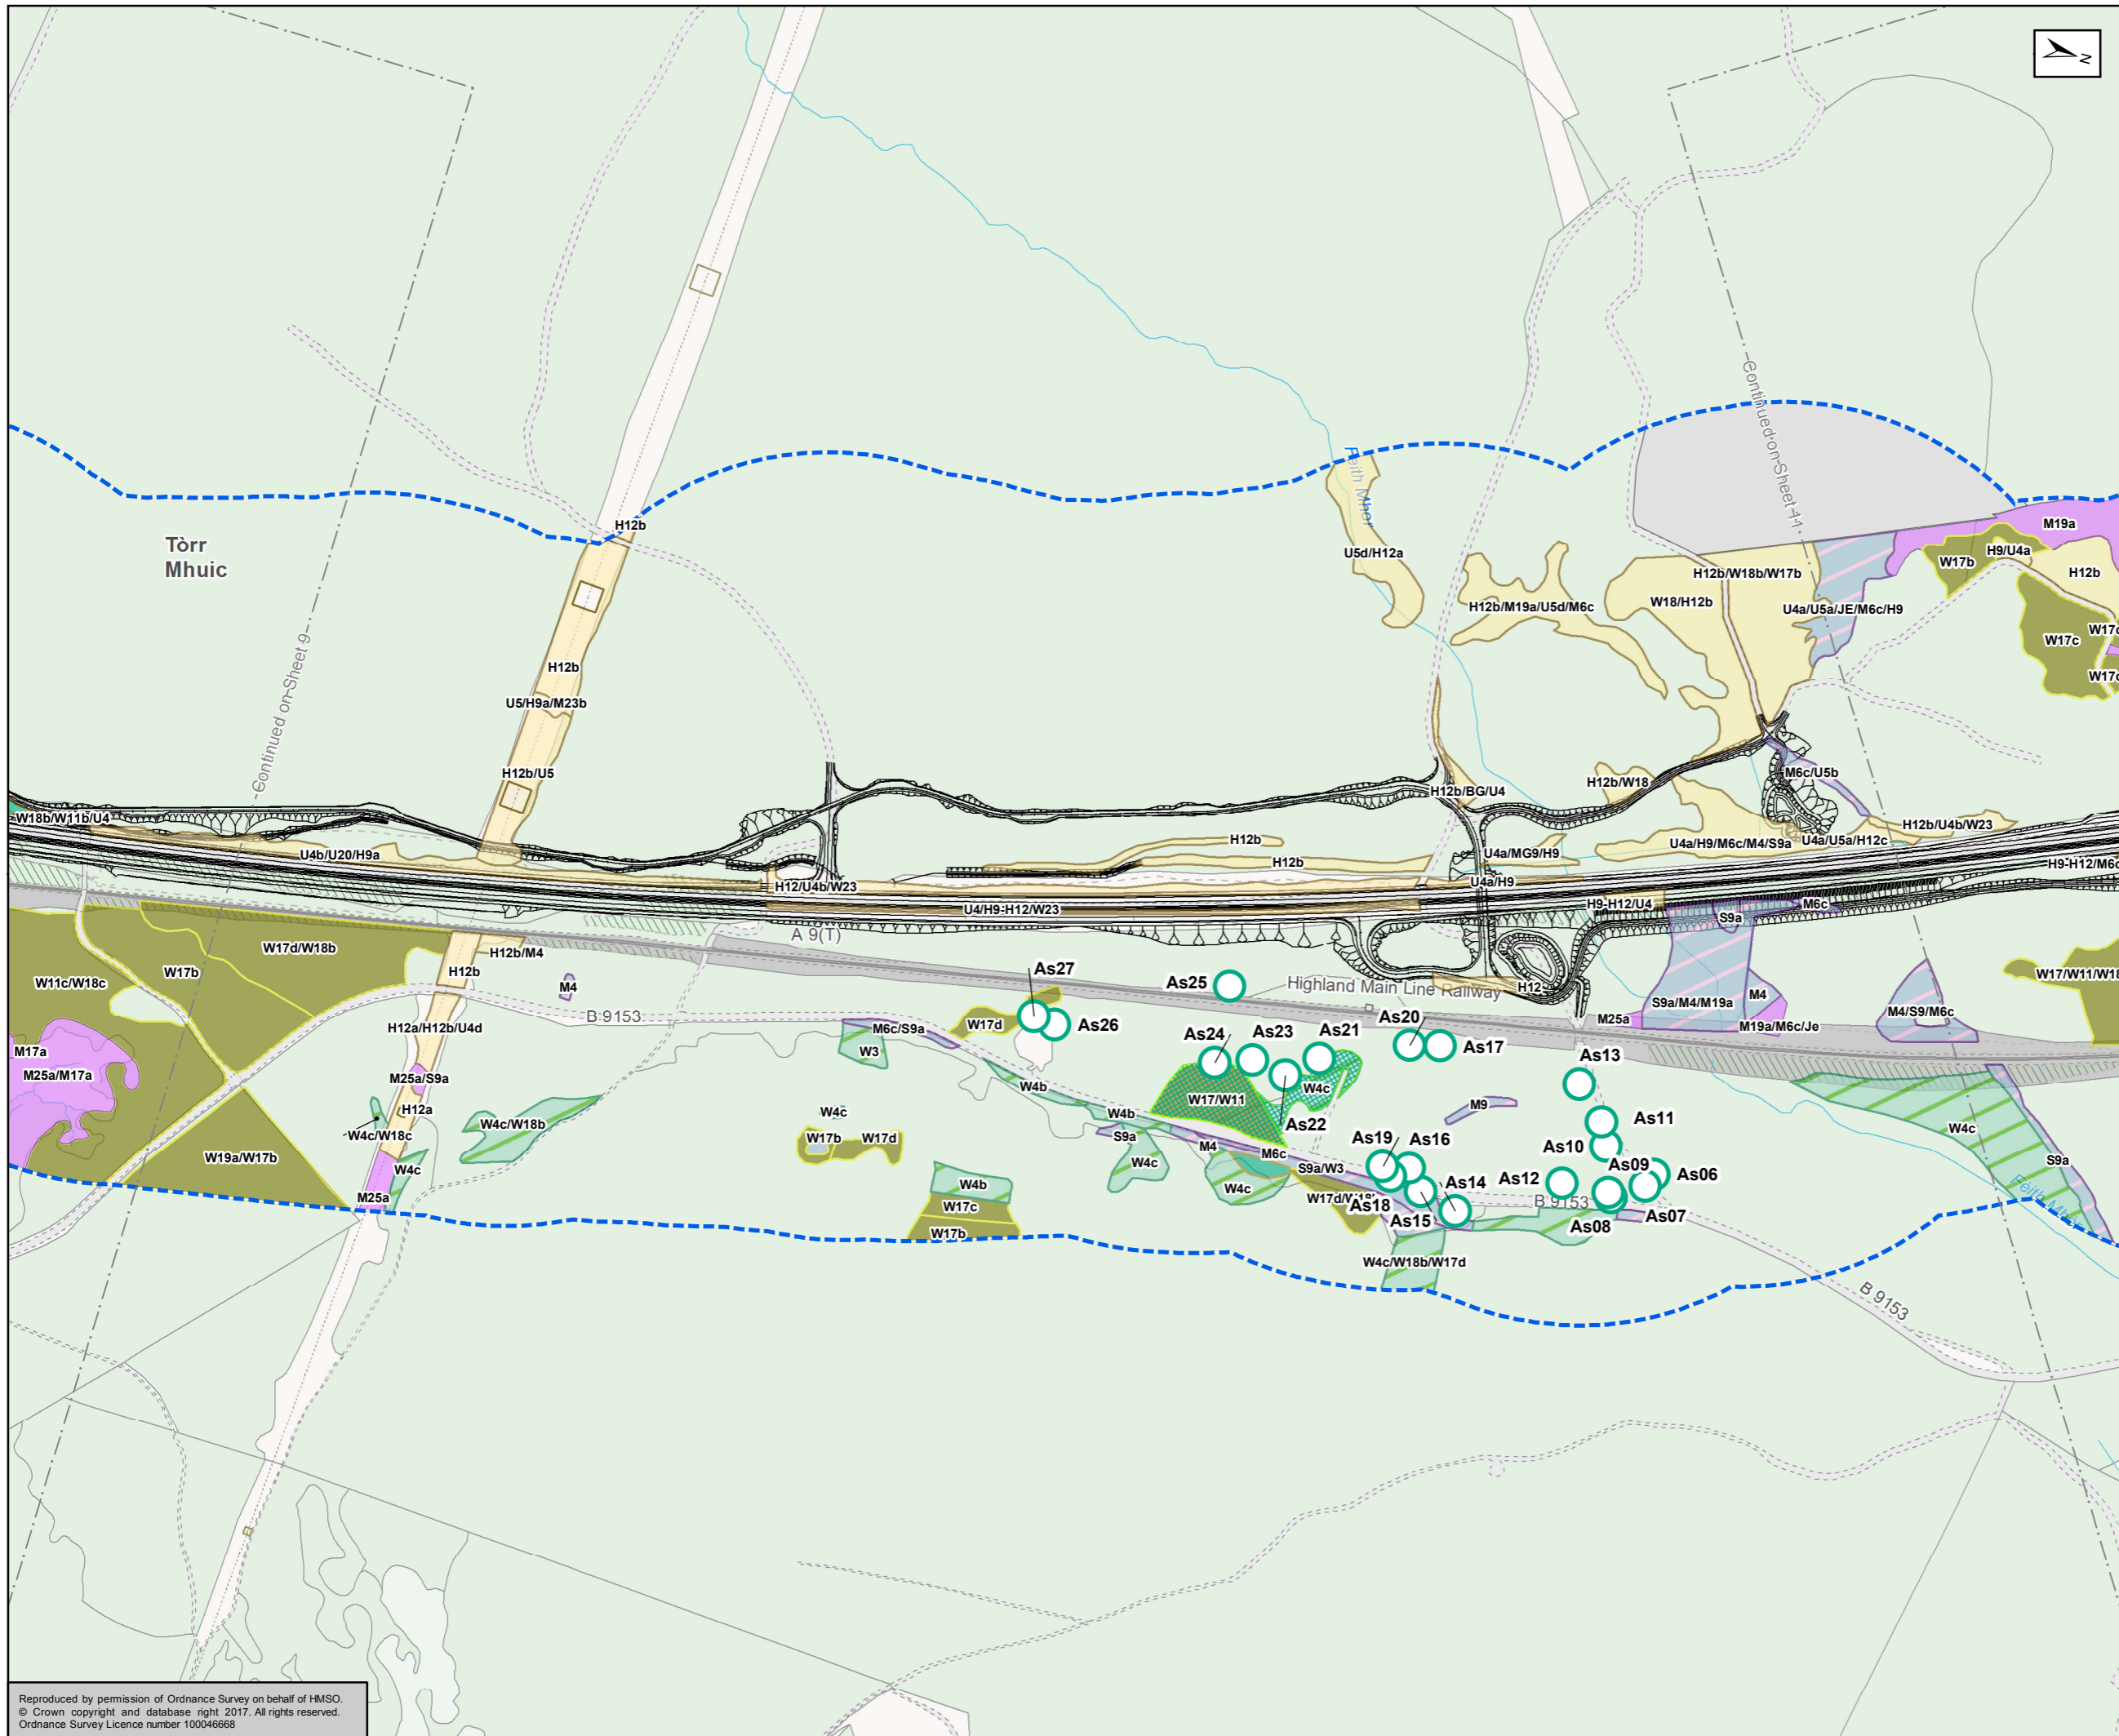 N
Continued on Sheet 11
M19a
H9/U4a
W17b
H12b
H12b
Tòrr
Mhuic
Feith Mhor
U5d/H12a
H12b/W18b/W17b
W18/H12b
H12b/M19a/U5d/M6c
U4a/U5a/JE/M6c/H9
W17c
Continued on Sheet 9
H12b
U5/H9a/M23b
H12b/U5
M6c/U5b
H12b/W18
H12b/BG/U4
W18b/W11b/U4
H12b/U4b/W23
U4b/U20/H9a
H12b
H12b
U4a/MG9/H9
U4a/H9/M6c/M4/S9a
U4a/U5a/H12c
H9-H12/M6c
H12/U4b/W23
U4a/H9
U4/H9-H12/W23
H9-H12/U4
M6c
S9a
A 9(T)
W17d/W18b
H12b/M4
H12b
W17b
W11c/W18c
As27
As25
Highland Main Line Railway
H12
M4
W17/W11/W18
S9a/M4/M19a
M4
M4/S9/M6c
M25a
M19a/M6c/Je
B 9153
H12a/H12b/U4d
M6c/S9a
W17d
As26
As24
As23
As21
As20
As17
As13
W3
M17a
M25a/M17a
M25a/S9a
W4b
W4c
W17/W11
M9
H12a
W4c
W4b
As22
As11
W4c
W4c/W18b
W4c/W18c
W17b
W17d
S9a
M4
M6c
As19
As16
As10
As09
S9a
W19a/W17b
W4c
W4c
S9a/W3
As12
As06
W4b
W4c
As14
M25a
W17c
As18
B 9153
Feith Mhor
As15
As08
As07
W17b
W4c/W18b/W17d
B 9153
Reproduced by permission of Ordnance Survey on behalf of HMSO.
© Crown copyright and database right 2017. All rights reserved.
Ordnance Survey Licence number 100046668